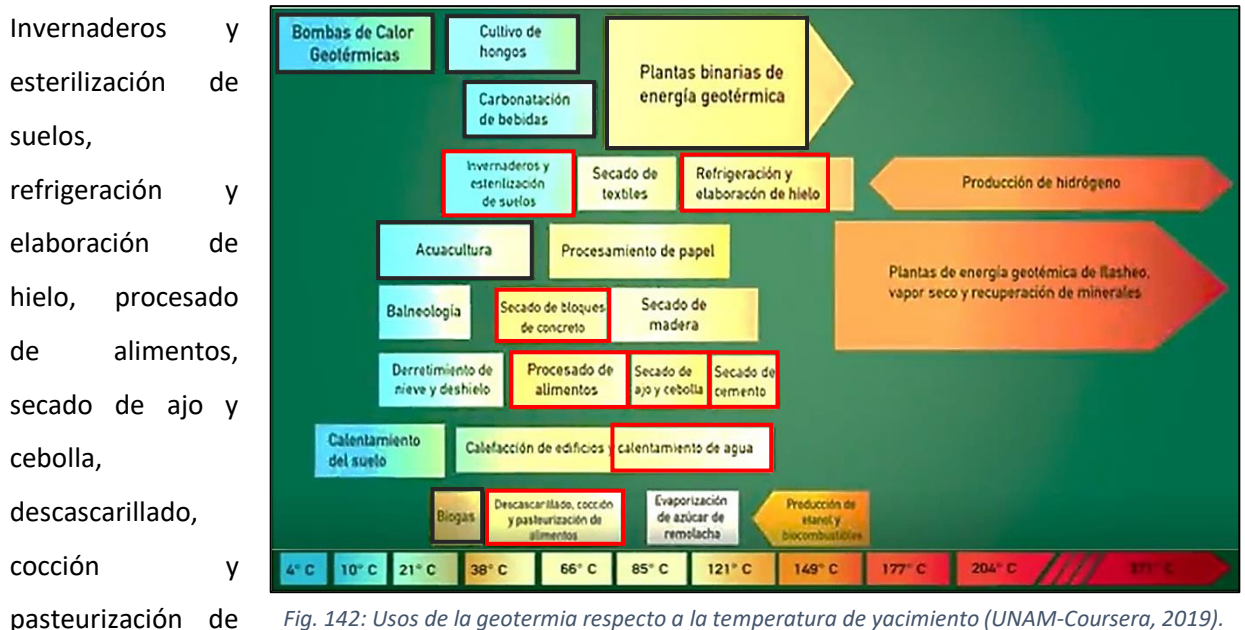 Invernaderos y
esterilización de
suelos,
refrigeración y
elaboración de
hielo, procesado
de alimentos,
secado de ajo y
cebolla,
descascarillado,
cocción y
pasteurización de
Bombas de Calor
Geotérmicas
Cultivo de
hongos
Plantas binarias de
energía geotérmica
Carbonatación
de bebidas
Invernaderos y
esterilización
de suelos
Secado de
textiles
Refrigeración y
elaboracón de hielo
Producción de hidrógeno
Acuacultura
Procesamiento de papel
Plantas de energía geotémica de flasheo,
vapor seco y recuperación de minerales
Balneología
Secado de bloques
de concreto
Secado de
madera
Derretimiento de
nieve y deshielo
Procesado de
alimentos
Secado de
ajo y cebolla
Secado de
cemento
Calentamiento
del suelo
Calefacción de edificios y calentamiento de agua
Biogas
Descascarillado, cocción
y pasteurización de
alimentos
Evaporización
de azúcar de
remolacha
Producción de
etanol y
biocombustibles
4° C 10° C 21° C 38° C 66° C 85° C 121° C 149° C 177° C 204° C
Fig. 142: Usos de la geotermia respecto a la temperatura de yacimiento (UNAM-Coursera, 2019).